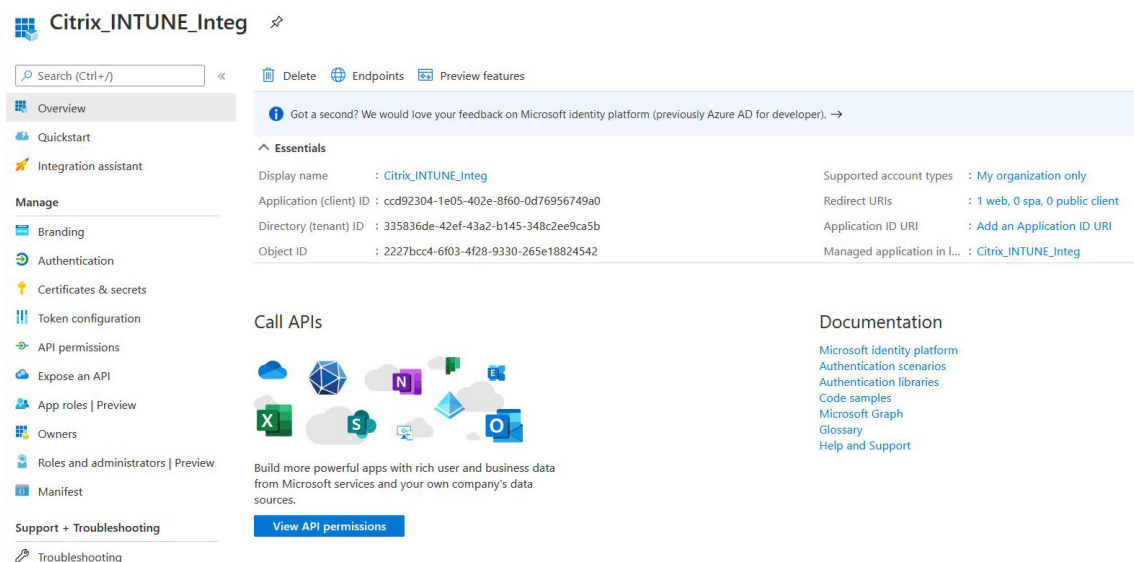 Citrix_INTUNE_Integ
Search (Ctrl+/)
«
Overview
Quickstart
Integration assistant
Manage
Branding
Authentication
Certificates & secrets
Token configuration
API permissions
Expose an API
App roles | Preview
Owners
Roles and administrators | Preview
Manifest
Support + Troubleshooting
Troubleshooting
Delete Endpoints Preview features
Got a second? We would love your feedback on Microsoft identity platform (previously Azure AD for developer). →
Essentials
Display name : Citrix_INTUNE_Integ
Application (client) ID : ccd92304-1e05-402e-8f60-0d76956749a0
Directory (tenant) ID : 335836de-42ef-43a2-b145-348c2ee9ca5b
Object ID : 2227bcc4-6f03-4f28-9330-265e18824542
Supported account types : My organization only
Redirect URIs : 1 web, 0 spa, 0 public client
Application ID URI : Add an Application ID URI
Managed application in l... : Citrix_INTUNE_Integ
Call APIs
N
E
X
S
O
Build more powerful apps with rich user and business data
from Microsoft services and your own company's data
sources.
View API permissions
Documentation
Microsoft identity platform
Authentication scenarios
Authentication libraries
Code samples
Microsoft Graph
Glossary
Help and Support